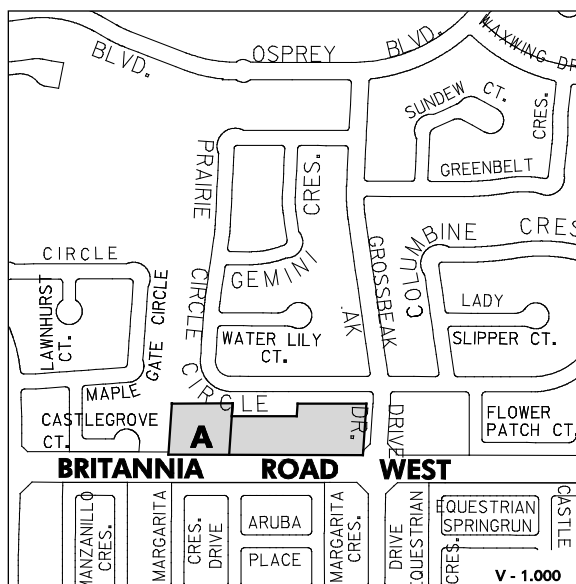 WAXWING DR
BLVD.
OSPREY
BLVD.
SUNDEW CT.
CRES.
GREENBELT
PRAIRIE
CRES.
COLUMBINE CRES
CIRCLE
GEMINI
GROSSBEAK
LAWNHURST
CT.
GATE CIRCLE
CIRCLE
LADY
SLIPPER CT.
WATER LILY
CT.
AK
MAPLE
CIRCLE
CASTLEGROVE
CT.
A
DR.
DRIVE
FLOWER
PATCH CT.
BRITANNIA ROAD WEST
MANZANILLO
CRES.
MARGARITA
CRES.
DRIVE
ARUBA
PLACE
MARGARITA
CRES.
DRIVE
EQUESTRIAN
EQUESTRIAN
SPRINGRUN
CRES.
CASTLE
V - 1.000